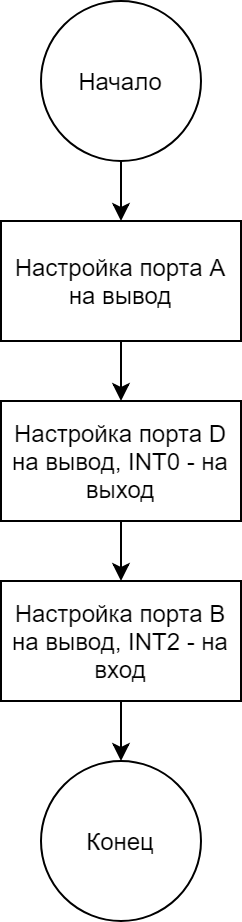 Начало
Настройка порта A
на вывод
Настройка порта D
на вывод, INT0 - на
выход
Настройка порта B
на вывод, INT2 - на
вход
Конец